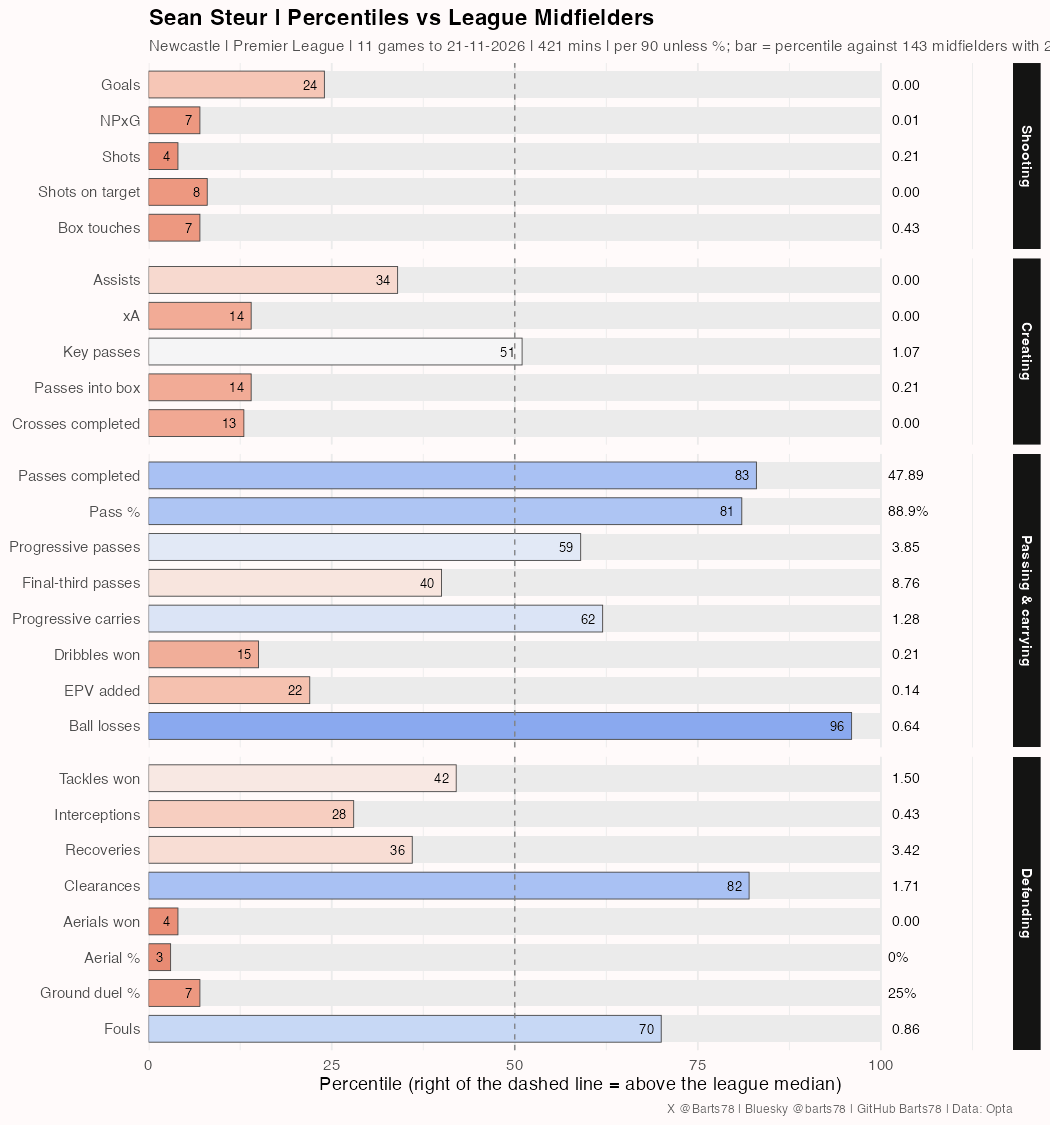 Sean Steur | Percentiles vs League Midfielders
Newcastle | Premier League | 11 games to 21-11-2026 | 421 mins | per 90 unless %; bar = percentile against 143 midfielders with
Goals 24 0.00
NPxG 7 0.01
Shots 4 0.21
Shots on target 8 0.00
Box touches 7 0.43
Shooting
Assists 34 0.00
xA 14 0.00
Key passes 51 1.07
Passes into box 14 0.21
Crosses completed 13 0.00
Creating
Passes completed 83 47.89
Pass % 81 88.9%
Progressive passes 59 3.85
Final-third passes 40 8.76
Progressive carries 62 1.28
Dribbles won 15 0.21
EPV added 22 0.14
Ball losses 96 0.64
Passing & carrying
Tackles won 42 1.50
Interceptions 28 0.43
Recoveries 36 3.42
Clearances 82 1.71
Aerials won 4 0.00
Aerial % 3 0%
Ground duel % 7 25%
Fouls 70 0.86
Defending
0 25 50 75 100
Percentile (right of the dashed line = above the league median)
X @Barts78 | Bluesky @barts78 | GitHub Barts78 | Data: Opta